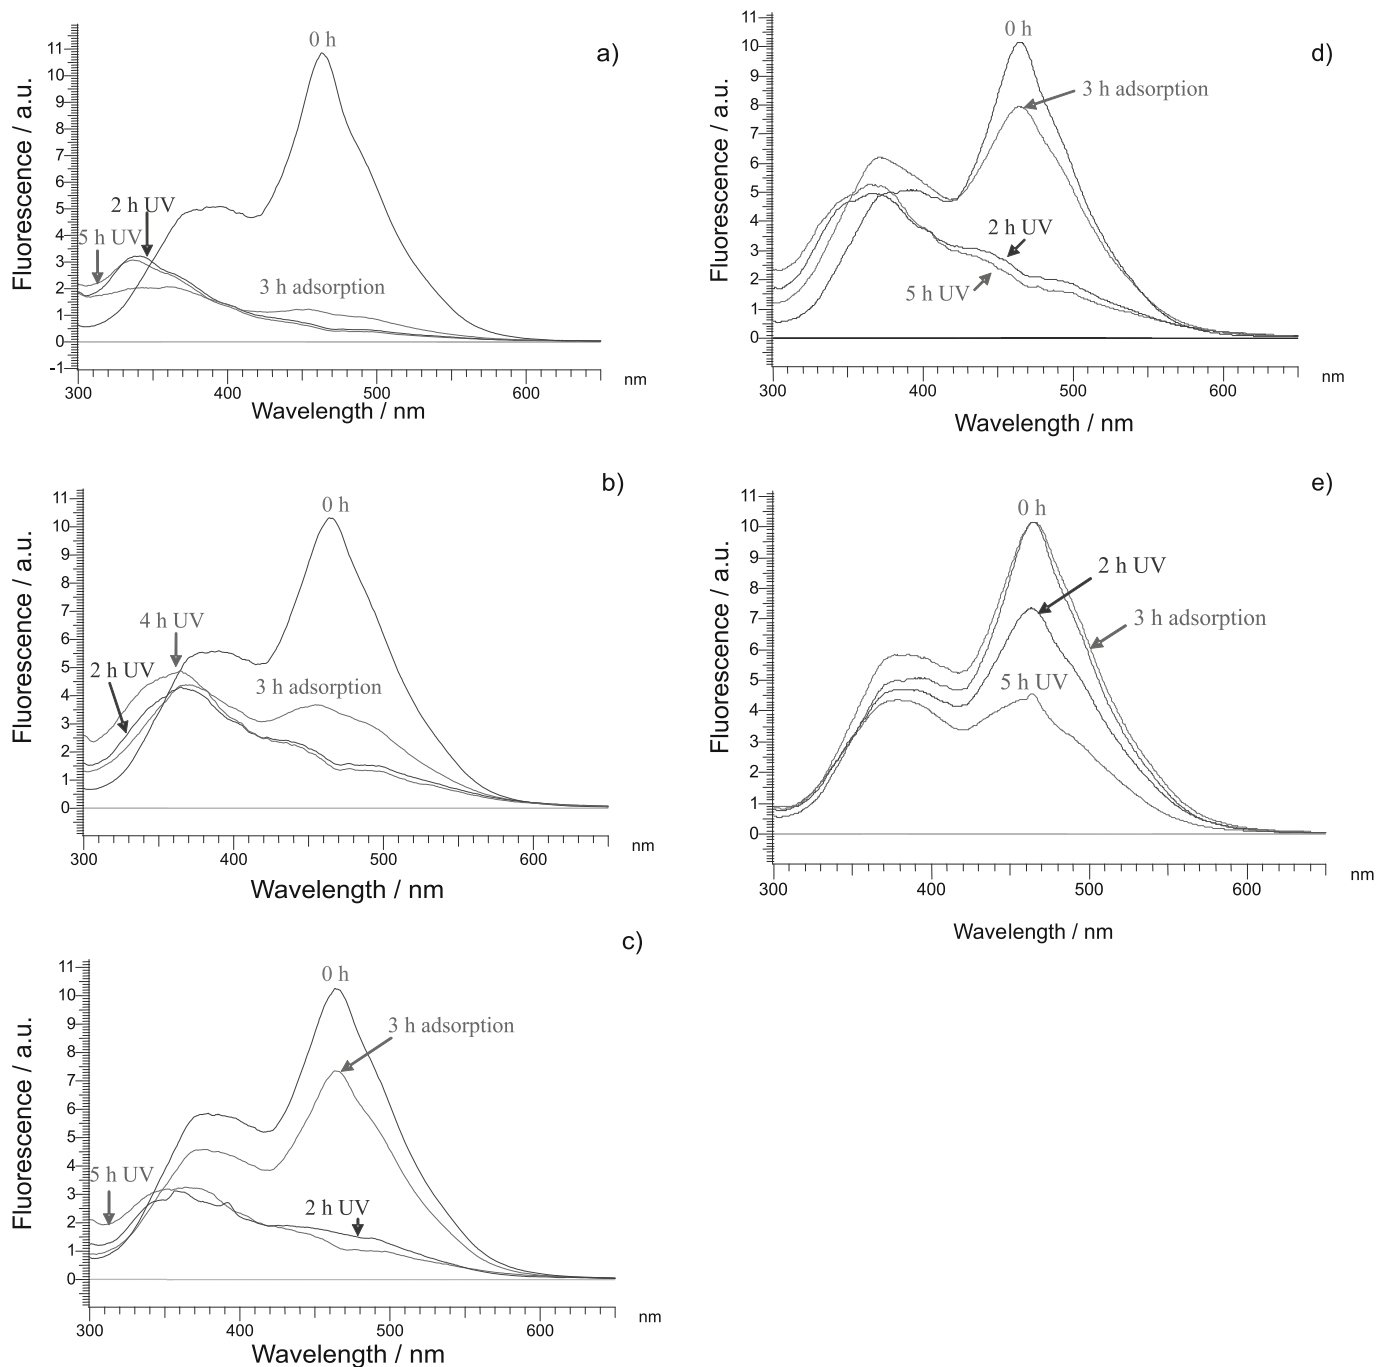 a)
Fluorescence / a.u.
11
10
9
8
7
6
5
4
3
2
1
0
-1
0 h
2 h UV
5 h UV
3 h adsorption
300
400
500
600
nm
Wavelength / nm
b)
Fluorescence / a.u.
11
10
9
8
7
6
5
4
3
2
1
0
0 h
4 h UV
2 h UV
3 h adsorption
300
400
500
600
nm
Wavelength / nm
c)
Fluorescence / a.u.
11
10
9
8
7
6
5
4
3
2
1
0
0 h
3 h adsorption
5 h UV
2 h UV
300
400
500
600
nm
Wavelength / nm
d)
Fluorescence / a.u.
11
10
9
8
7
6
5
4
3
2
1
0
0 h
3 h adsorption
2 h UV
5 h UV
300
400
500
600
nm
Wavelength / nm
e)
Fluorescence / a.u.
11
10
9
8
7
6
5
4
3
2
1
0
0 h
2 h UV
3 h adsorption
5 h UV
300
400
500
600
nm
Wavelength / nm